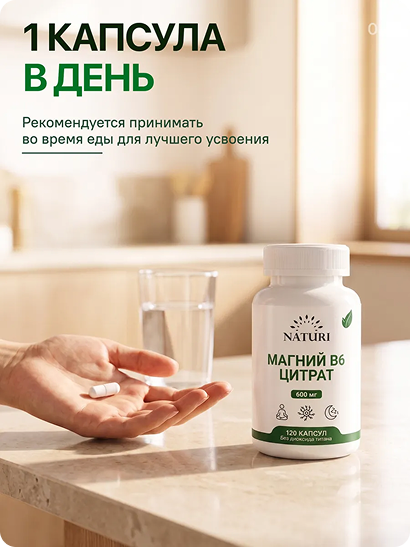 1 КАПСУЛА
В ДЕНЬ
Рекомендуется принимать
во время еды для лучшего усвоения
NATURI
МАГНИЙ B6
ЦИТРАТ
600 мг
120 КАПСУЛ
Без диоксида титана